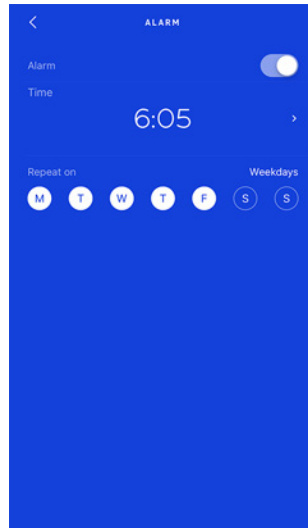 ALARM
Alarm
Time
6:05
Repeat on Weekdays
M T W T F S S